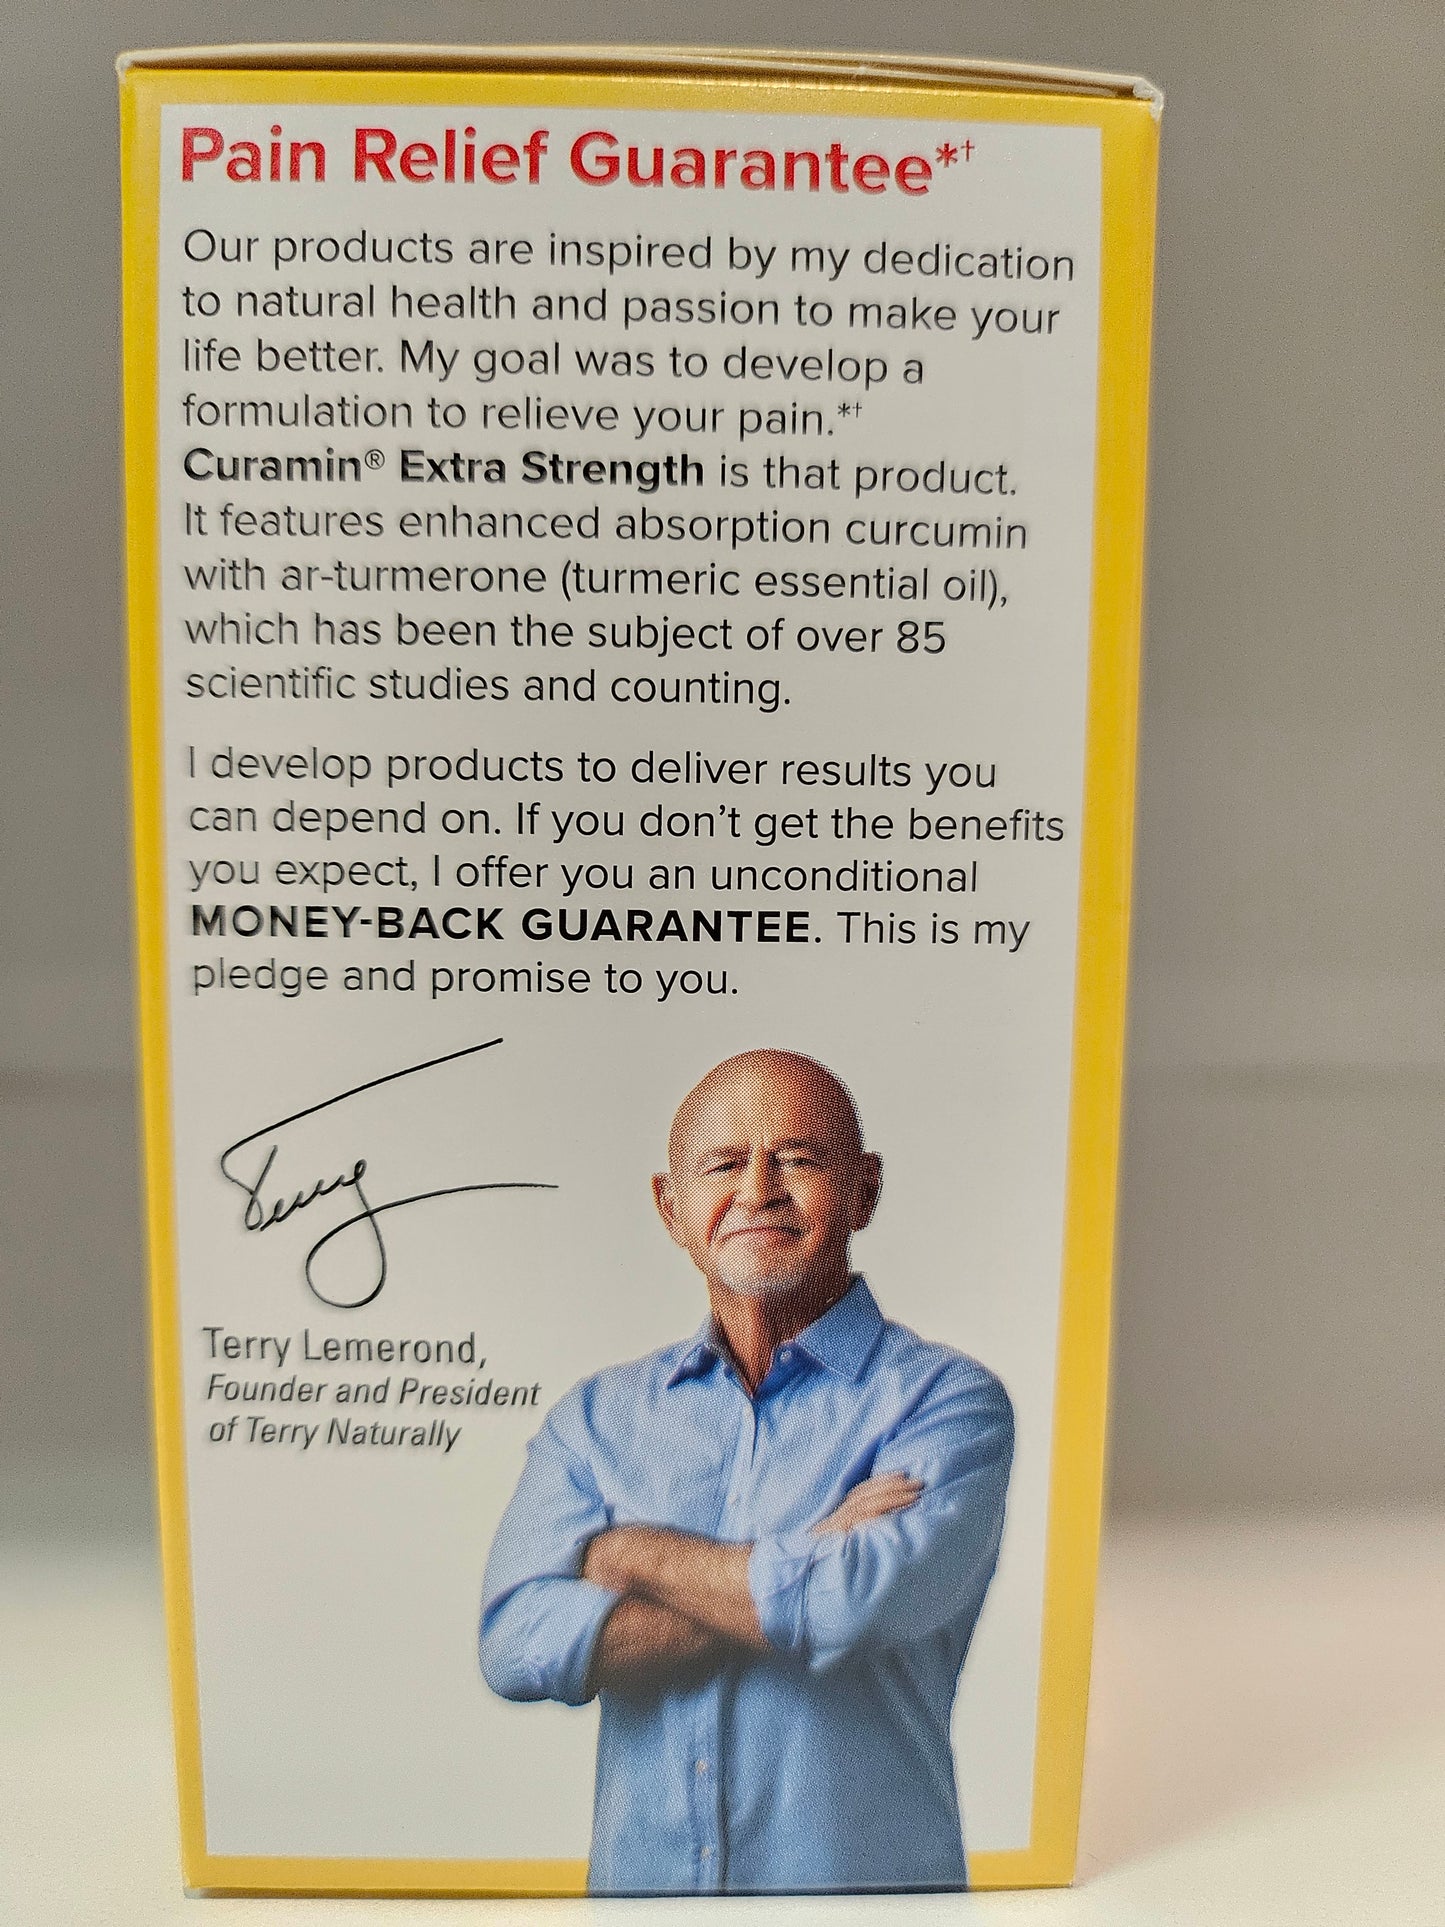 Pain Relief Guarantee*†
Our products are inspired by my dedication
to natural health and passion to make your
life better. My goal was to develop a
formulation to relieve your pain.*†
Curamin® Extra Strength is that product.
It features enhanced absorption curcumin
with ar-turmerone (turmeric essential oil),
which has been the subject of over 85
scientific studies and counting.
I develop products to deliver results you
can depend on. If you don't get the benefits
you expect, I offer you an unconditional
MONEY-BACK GUARANTEE. This is my
pledge and promise to you.
Terry
Terry Lemerond,
Founder and President
of Terry Naturally